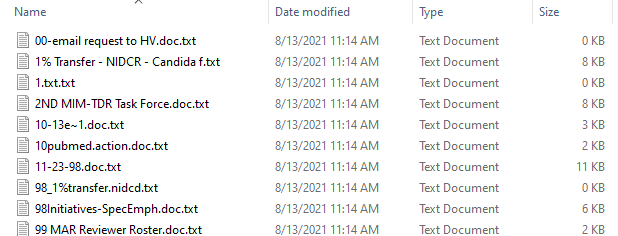 Name Date modified Type Size
00-email request to HV.doc.txt 8/13/2021 11:14 AM Text Document 0 KB
1% Transfer - NIDCR - Candida f.txt 8/13/2021 11:14 AM Text Document 8 KB
1.txt.txt 8/13/2021 11:14 AM Text Document 0 KB
2ND MIM-TDR Task Force.doc.txt 8/13/2021 11:14 AM Text Document 8 KB
10-13e~1.doc.txt 8/13/2021 11:14 AM Text Document 3 KB
10pubmed.action.doc.txt 8/13/2021 11:14 AM Text Document 2 KB
11-23-98.doc.txt 8/13/2021 11:14 AM Text Document 11 KB
98_1%transfer.nidcd.txt 8/13/2021 11:14 AM Text Document 0 KB
98Initiatives-SpecEmph.doc.txt 8/13/2021 11:14 AM Text Document 6 KB
99 MAR Reviewer Roster.doc.txt 8/13/2021 11:14 AM Text Document 2 KB